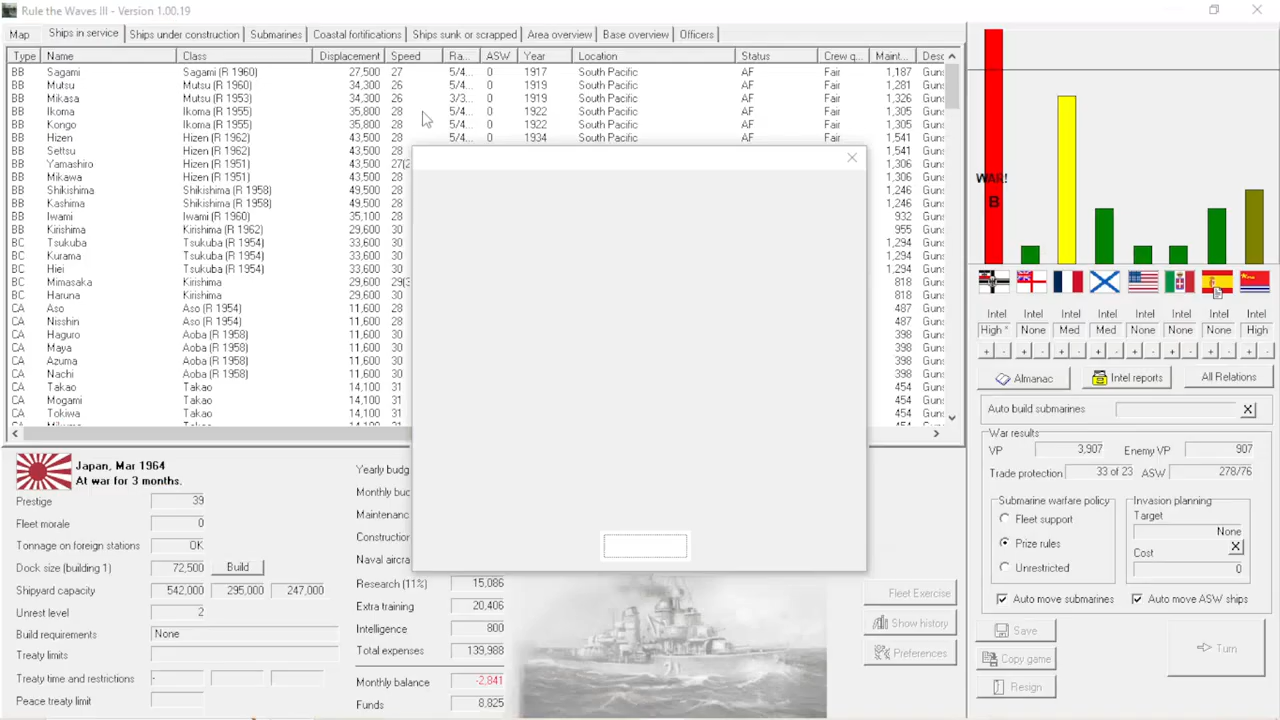 Rule the Waves III - Version 1.00.19
Map Ships in service Ships under construction Submarines Coastal fortifications Ships sunk or scrapped Area overview Base overview Officers
Type Name Class Displacement Speed Ra... ASW Year Location Status Crew q... Maint... Desc
BB Sagami Sagami (R 1960) 27,500 27 5/4... 0 1917 South Pacific AF Fair 1,187 Guns
BB Mutsu Mutsu (R 1960) 34,300 26 5/4... 0 1919 South Pacific AF Fair 1,281 Guns
BB Mikasa Mutsu (R 1953) 34,300 26 3/3... 0 1919 South Pacific AF Fair 1,326 Guns
BB Ikoma Ikoma (R 1955) 35,800 28 5/4... 0 1922 South Pacific AF Fair 1,305 Guns
BB Kongo Ikoma (R 1955) 35,800 28 5/4... 0 1922 South Pacific AF Fair 1,305 Guns
BB Hizen Hizen (R 1962) 43,500 28 5/4... 0 1934 South Pacific AF Fair 1,541 Guns
BB Settsu Hizen (R 1962) 43,500 28 1,541 Guns
BB Yamashiro Hizen (R 1951) 43,500 27(2 1,306 Guns
BB Mikawa Hizen (R 1951) 43,500 28 1,306 Guns
BB Shikishima Shikishima (R 1958) 49,500 28 1,246 Guns
BB Kashima Shikishima (R 1958) 49,500 28 1,246 Guns
BB Iwami Iwami (R 1960) 35,100 28 932 Guns
BB Kirishima Kirishima (R 1962) 29,600 30 955 Guns
BC Tsukuba Tsukuba (R 1954) 33,600 30 1,294 Guns
BC Kurama Tsukuba (R 1954) 33,600 30 1,294 Guns
BC Hiei Tsukuba (R 1954) 33,600 30 1,294 Guns
BC Mimasaka Kirishima 29,600 29(3 818 Guns
BC Haruna Kirishima 29,600 30 818 Guns
CA Aso Aso (R 1954) 11,600 28 487 Guns
CA Nisshin Aso (R 1954) 11,600 28 487 Guns
CA Haguro Aoba (R 1958) 11,600 30 398 Guns
CA Maya Aoba (R 1958) 11,600 30 398 Guns
CA Azuma Aoba (R 1958) 11,600 30 398 Guns
CA Nachi Aoba (R 1958) 11,600 30 398 Guns
CA Takao Takao 14,100 31 454 Guns
CA Mogami Takao 14,100 31 454 Guns
CA Tokiwa Takao 14,100 31 454 Guns
WAR!
B
Intel Intel Intel Intel Intel Intel Intel Intel
High * None Med Med None None None High
+ - + - + - + - + - + - + - + -
Almanac Intel reports All Relations
Auto build submarines X
War results
VP 3,907 Enemy VP 907
Trade protection 33 of 23 ASW 278/76
Submarine warfare policy
Fleet support
Prize rules
Unrestricted
Invasion planning
Target
None
Cost X
0
Auto move submarines Auto move ASW ships
Save
Copy game
Resign
Turn
Japan, Mar 1964
At war for 3 months.
Prestige 39
Fleet morale 0
Tonnage on foreign stations OK
Dock size (building 1) 72,500 Build
Shipyard capacity 542,000 295,000 247,000
Unrest level 2
Build requirements None
Treaty limits
Treaty time and restrictions -
Peace treaty limit
Yearly budg
Monthly buc
Maintenanc
Construction
Naval aircra
Research (11%) 15,086
Extra training 20,406
Intelligence 800
Total expenses 139,988
Monthly balance -2,841
Funds 8,825
Fleet Exercise
Show history
Preferences